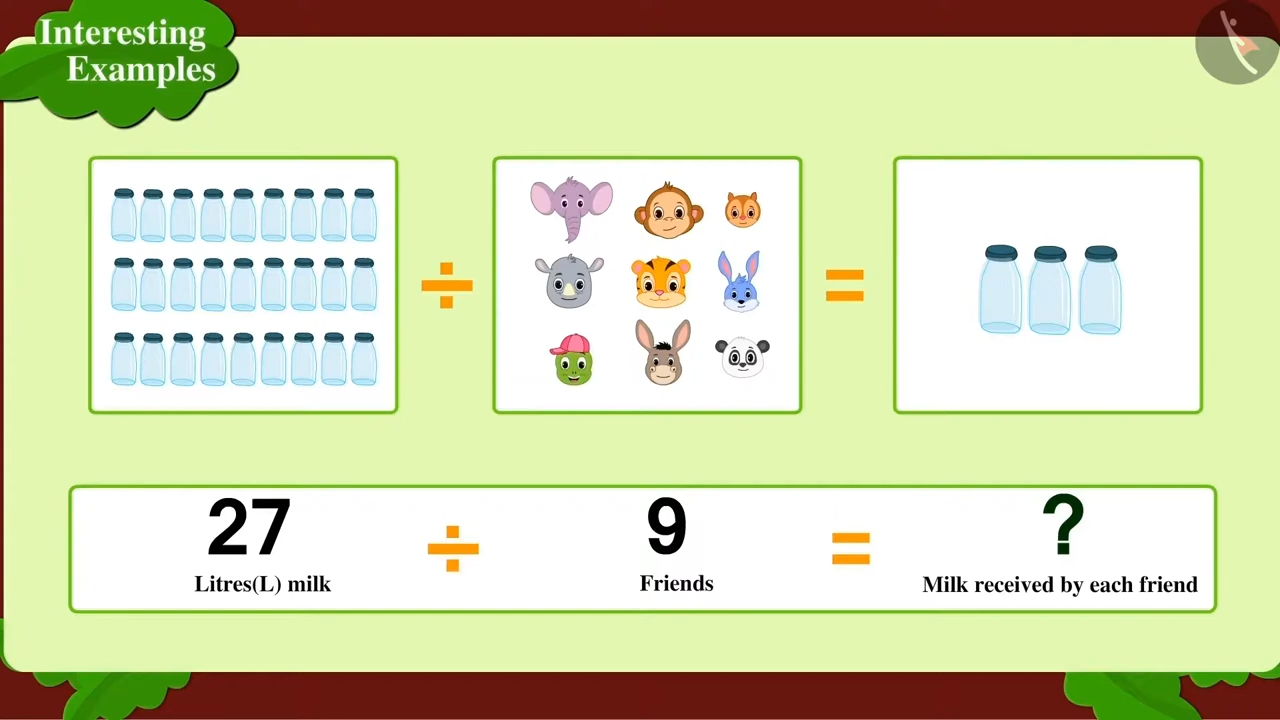 Interesting
Examples
÷ =
27 ÷ 9 = ?
Litres(L) milk Friends Milk received by each friend